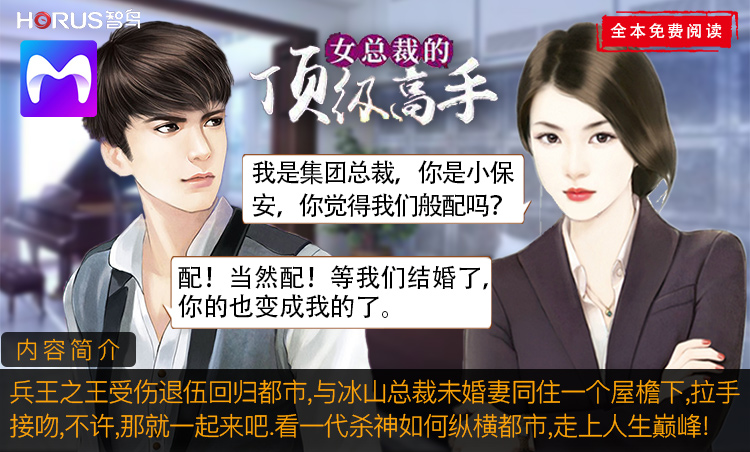 HORUS智身
全本免费阅读
女总裁的
顶级高手
我是集团总裁，你是小保
安，你觉得我们般配吗？
配！当然配！等我们结婚了，
你的也变成我的了。
内容简介
兵王之王受伤退伍回归都市,与冰山总裁未婚妻同住一个屋檐下,拉手
接吻,不许,那就一起来吧.看一代杀神如何纵横都市,走上人生巅峰!